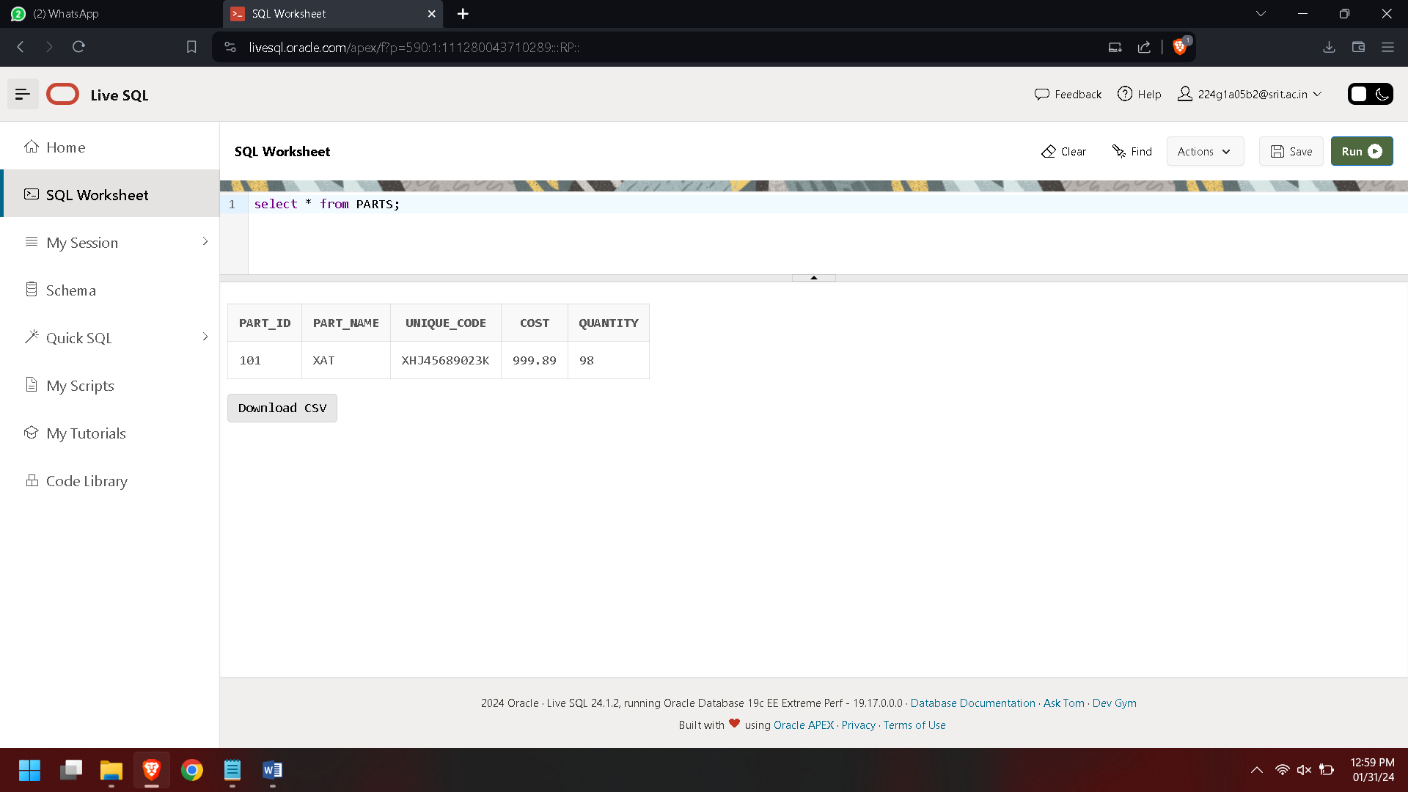 (2) WhatsApp
SQL Worksheet
livesql.oracle.com/apex/f?p=590:1:111280043710289:::RP::
1
Live SQL
Feedback
Help
224g1a05b2@srit.ac.in
Home
SQL Worksheet
My Session
Schema
Quick SQL
My Scripts
My Tutorials
Code Library
SQL Worksheet
Clear
Find
Actions
Save
Run
1 select * from PARTS;
PART_ID PART_NAME UNIQUE_CODE COST QUANTITY
101 XAT XHJ45689023K 999.89 98
Download CSV
2024 Oracle · Live SQL 24.1.2, running Oracle Database 19c EE Extreme Perf - 19.17.0.0.0 · Database Documentation · Ask Tom · Dev Gym
Built with ❤ using Oracle APEX · Privacy · Terms of Use
12:59 PM
01/31/24